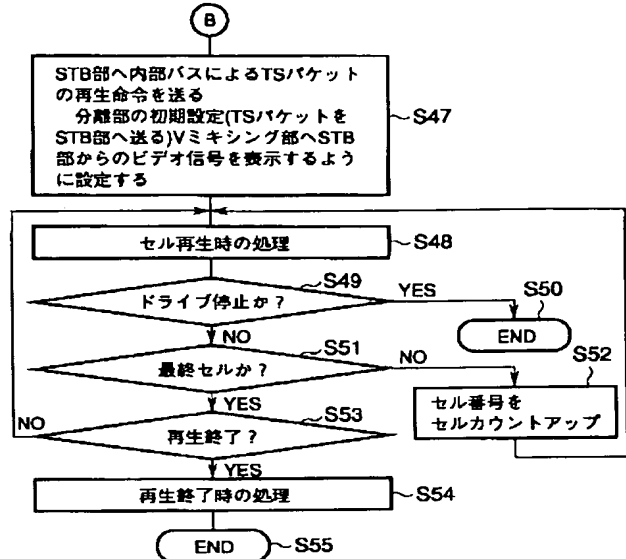 B
STB部へ内部バスによるTSパケット
の再生命令を送る
分離部の初期設定(TSパケットを
STB部へ送る)Vミキシング部へSTB
部からのビデオ信号を表示するよう
に設定する
S47
セル再生時の処理
S48
S49
ドライブ停止か?
YES
S50
END
NO
S51
最終セルか?
NO
S52
セル番号を
セルカウントアップ
YES
S53
NO
再生終了?
YES
再生終了時の処理
S54
END
S55